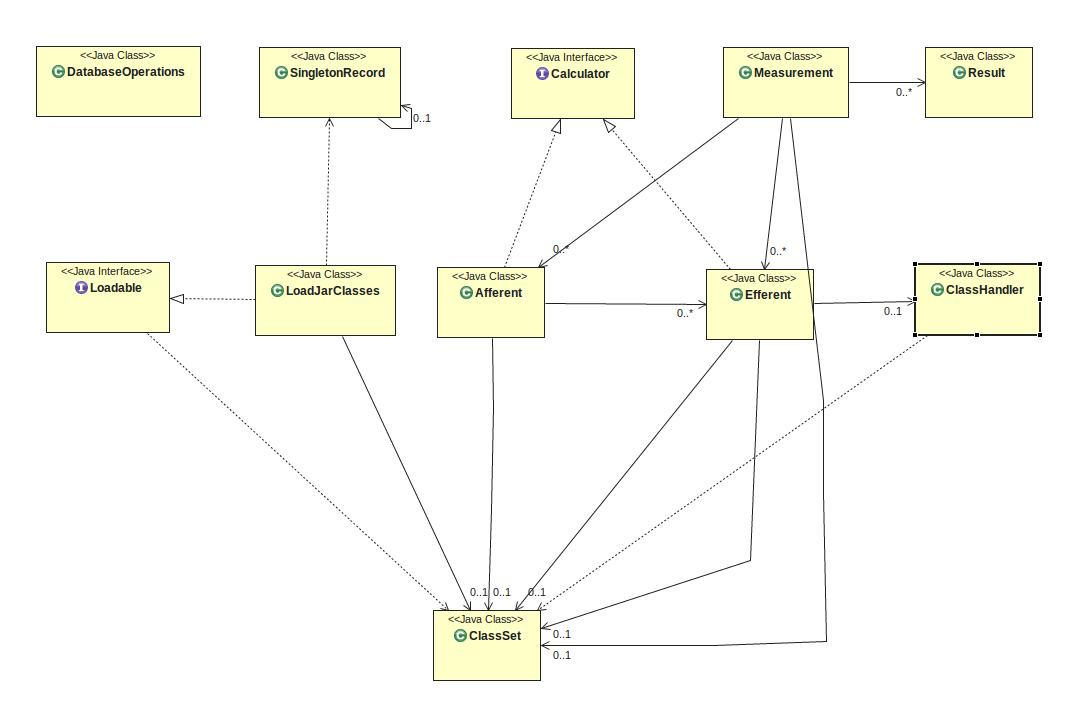 <<Java Class>>
DatabaseOperations
<<Java Class>>
SingletonRecord
0..1
<<Java Interface>>
Calculator
<<Java Class>>
Measurement
0..*
<<Java Class>>
Result
<<Java Interface>>
Loadable
<<Java Class>>
LoadJarClasses
0..*
<<Java Class>>
Afferent
0..*
0..*
<<Java Class>>
Efferent
0..1
<<Java Class>>
ClassHandler
0..1
0..1
0..1
<<Java Class>>
ClassSet
0..1
0..1